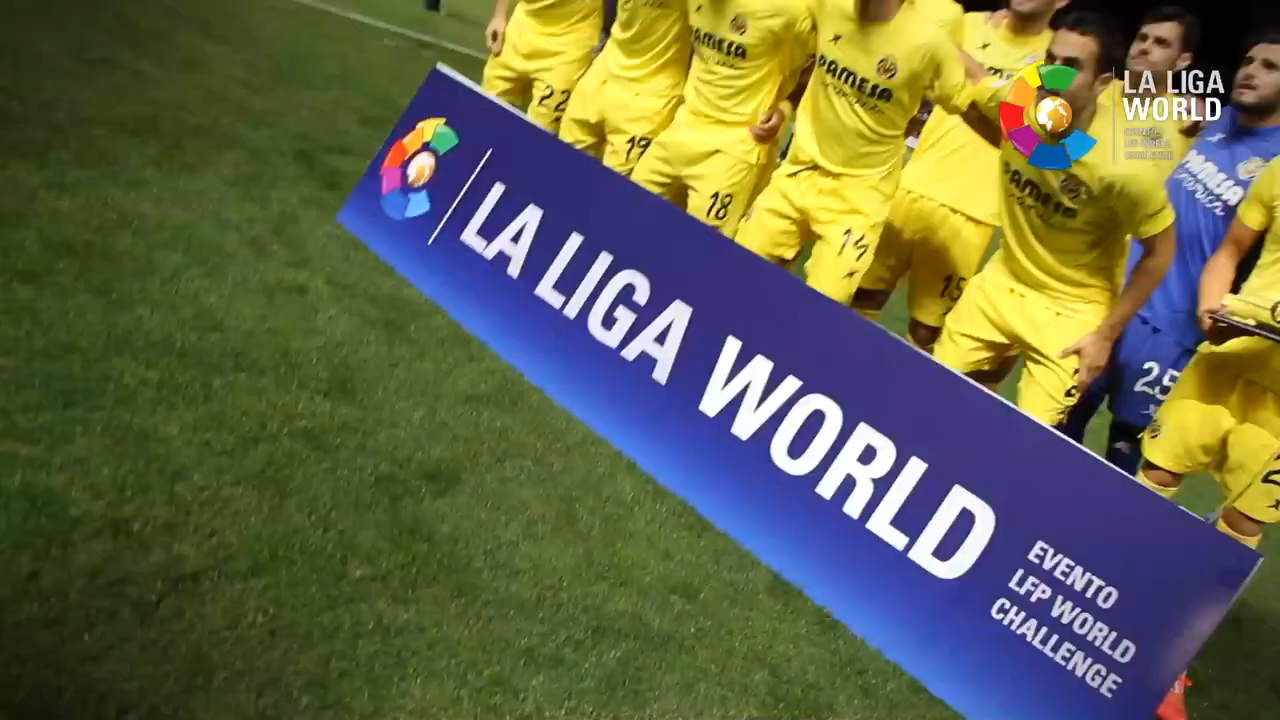 LA LIGA
WORLD
LA LIGA WORLD
EVENTO
LFP WORLD
CHALLENGE
PAMESA
PAMESA
PAMESA
PAMESA
22
19
18
14
15
25